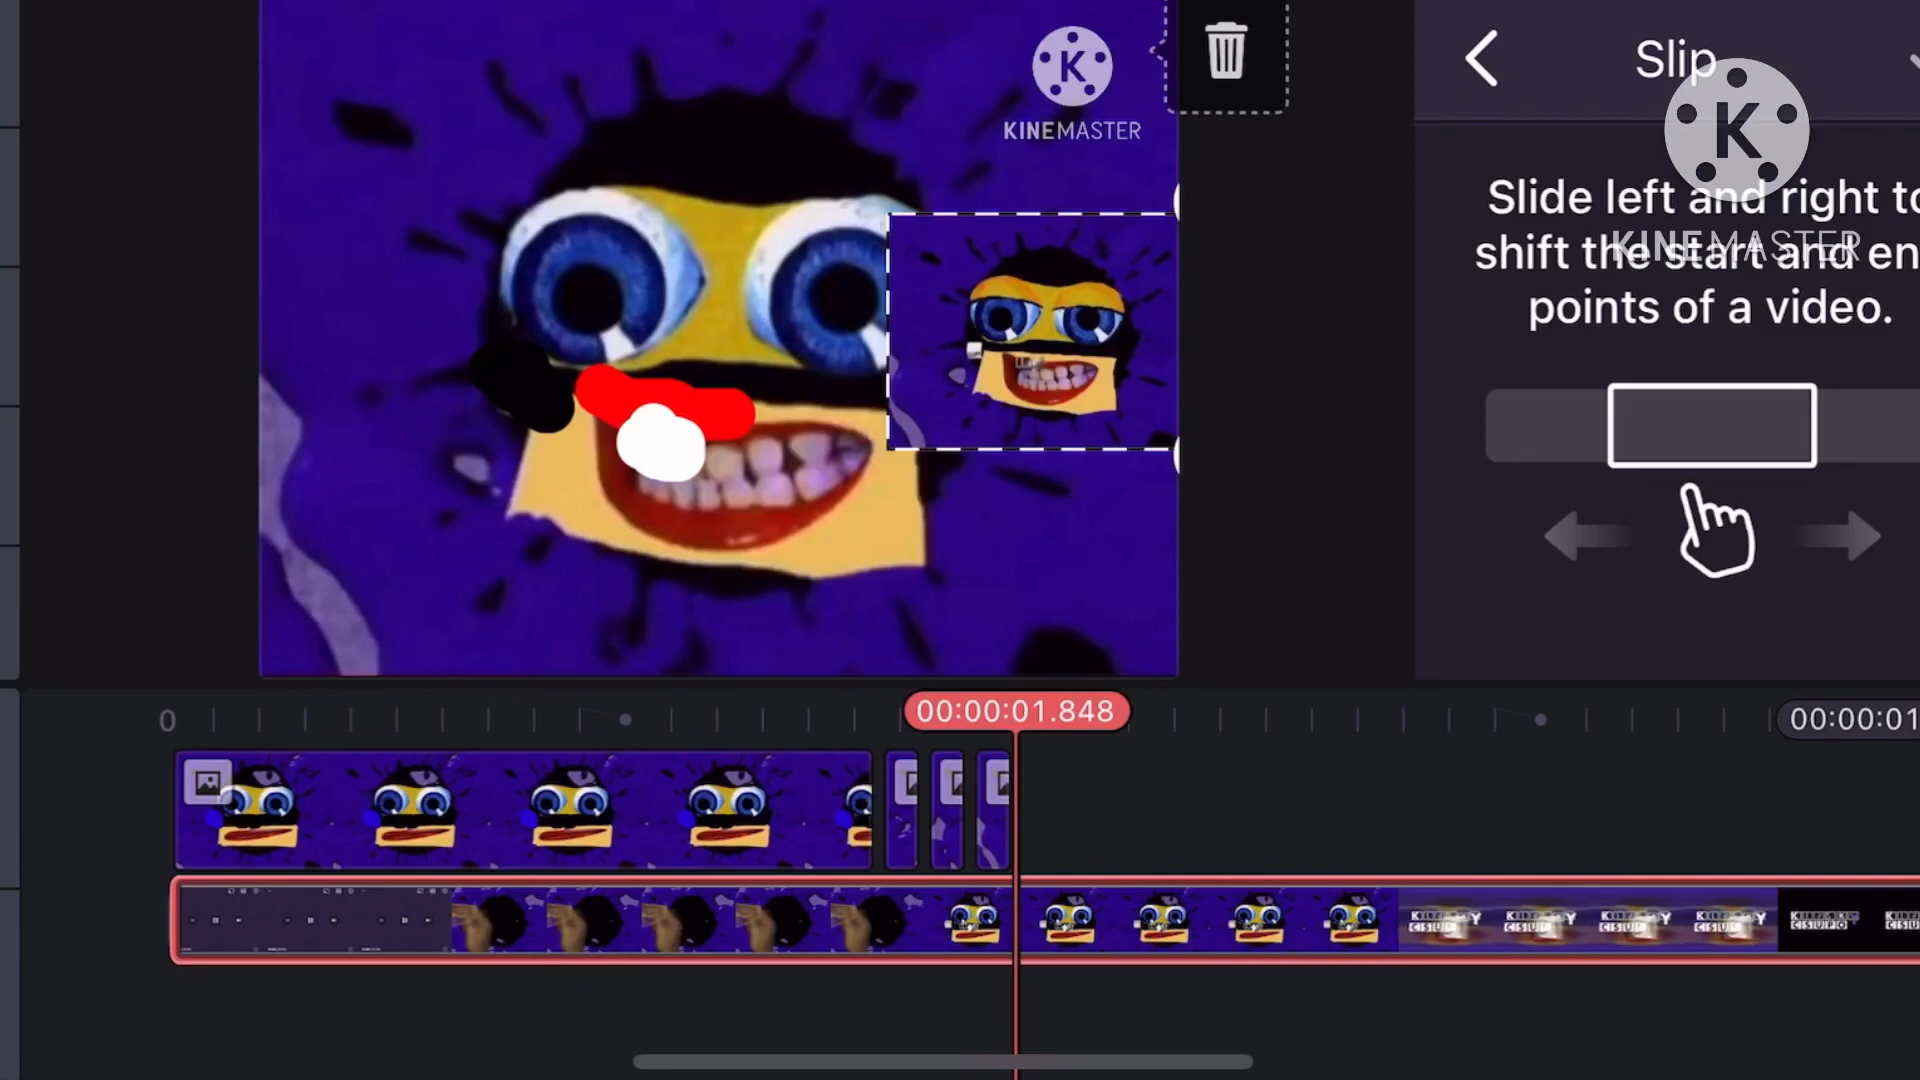 K
KINEMASTER
Slip
K
Slide left and right to
KINEMASTER
shift the start and en
points of a video.
0
00:00:01.848
00:00:01